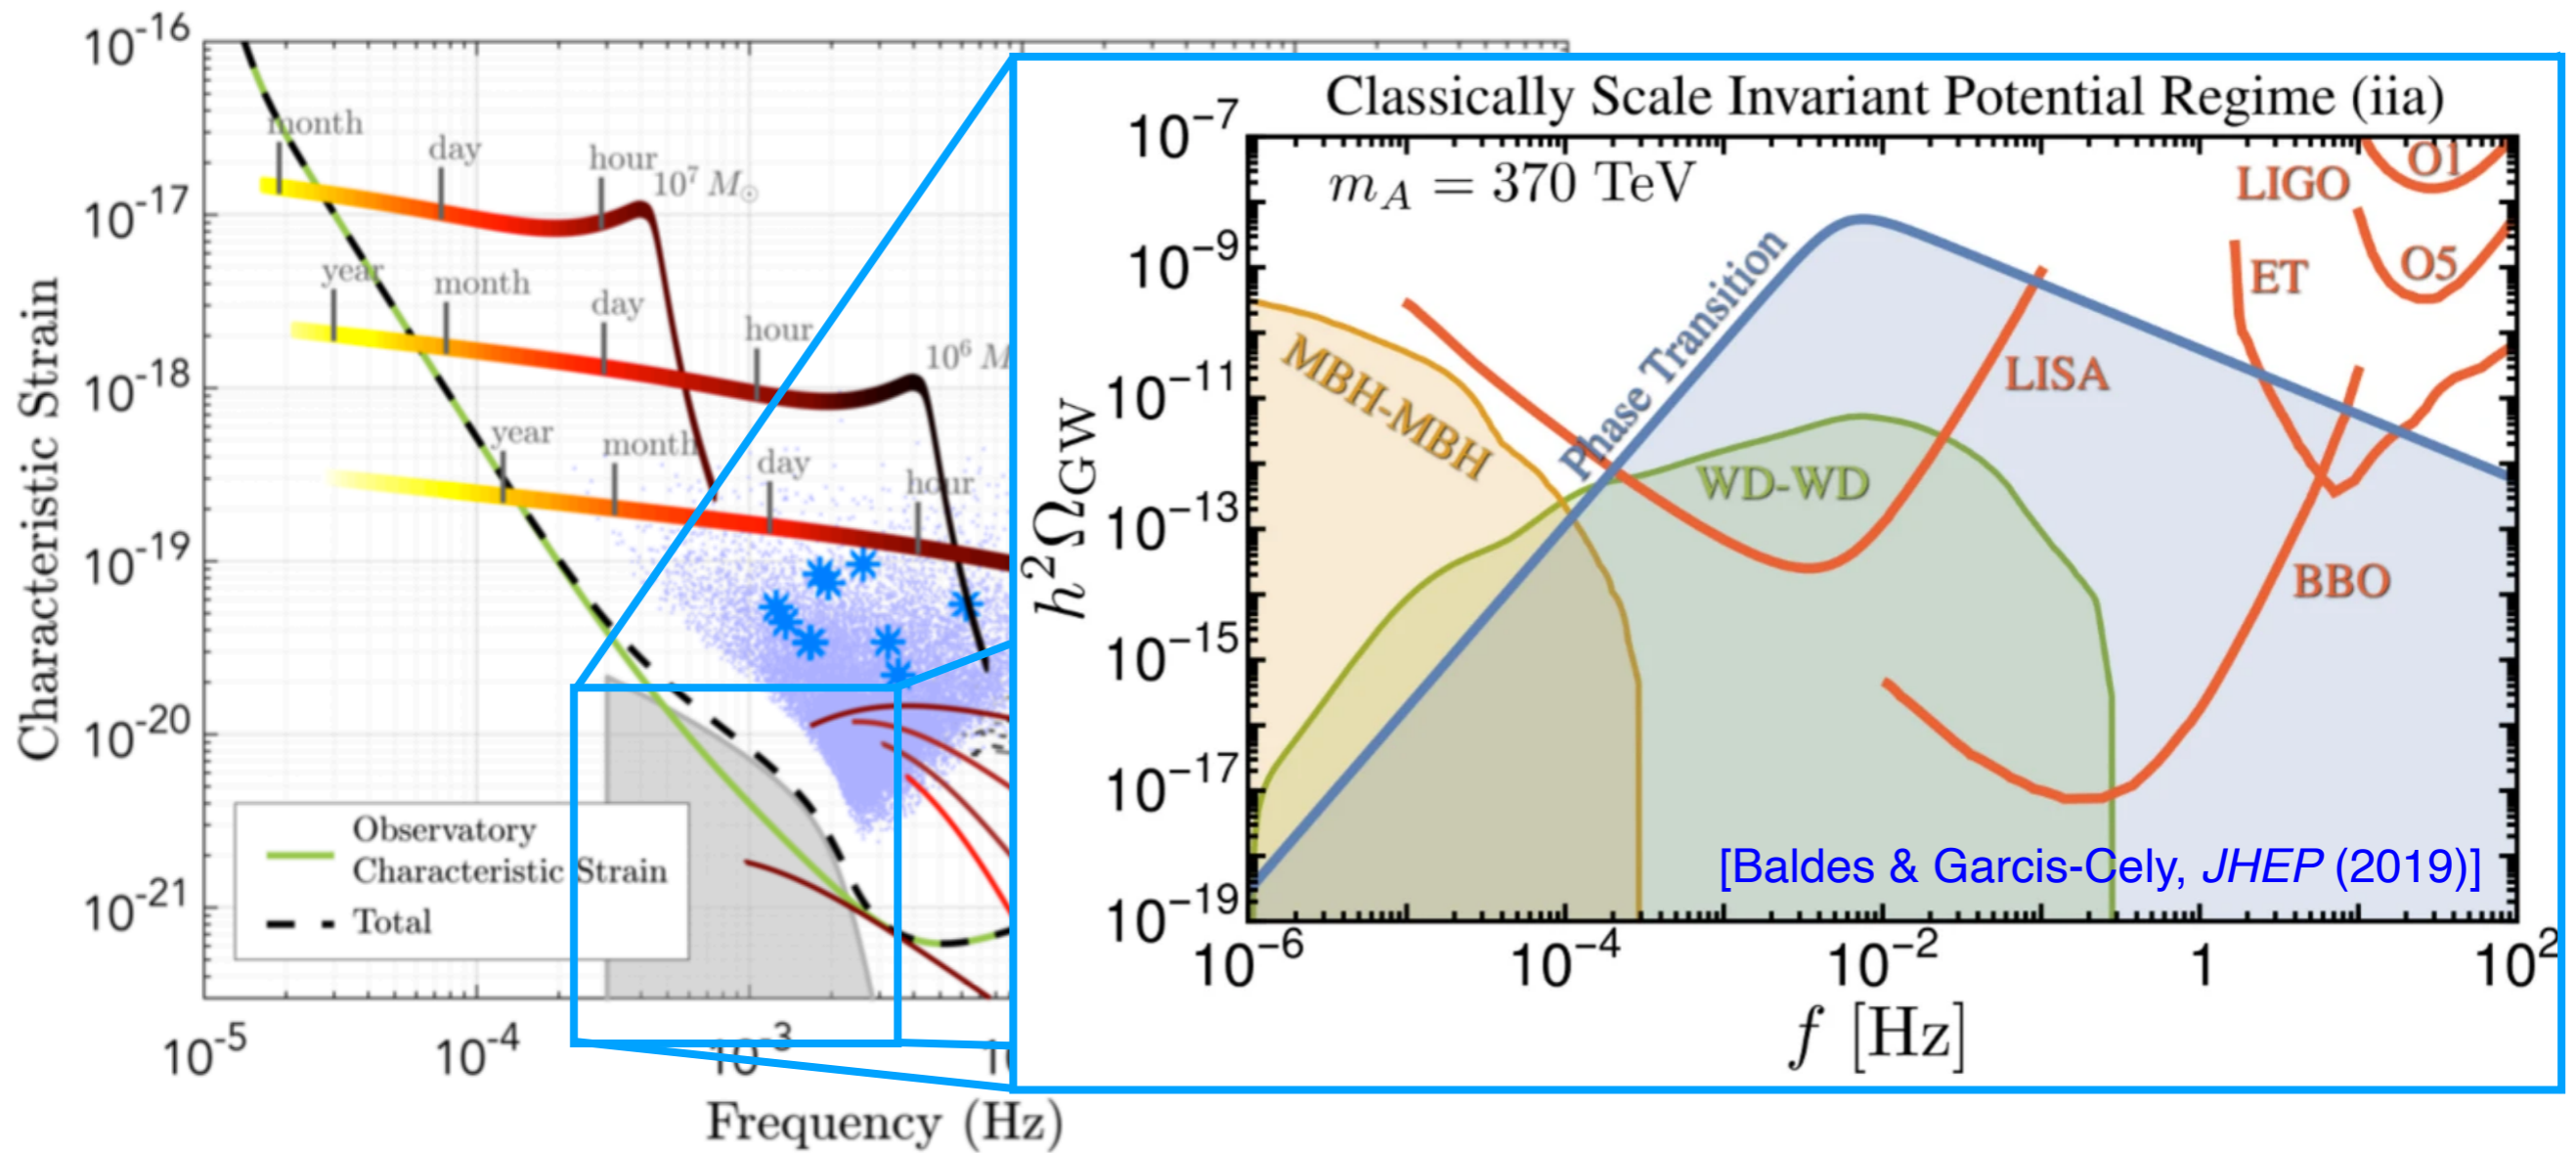 Characteristic Strain
10^-16
10^-17
10^-18
10^-19
10^-20
10^-21
month
day
hour
10^7 M_⊙
year
month
day
hour
10^6 M
year
month
day
hour
Observatory
Characteristic Strain
Total
10^-5
10^-4
10^-3
Frequency (Hz)
Classically Scale Invariant Potential Regime (iia)
m_A = 370 TeV
h^2 Ω_GW
10^−7
10^−9
10^−11
10^−13
10^−15
10^−17
10^−19
MBH-MBH
Phase Transition
WD-WD
LISA
LIGO
O1
O5
ET
BBO
[Baldes & Garcis-Cely, JHEP (2019)]
10^−6
10^−4
10^−2
1
10^2
f [Hz]